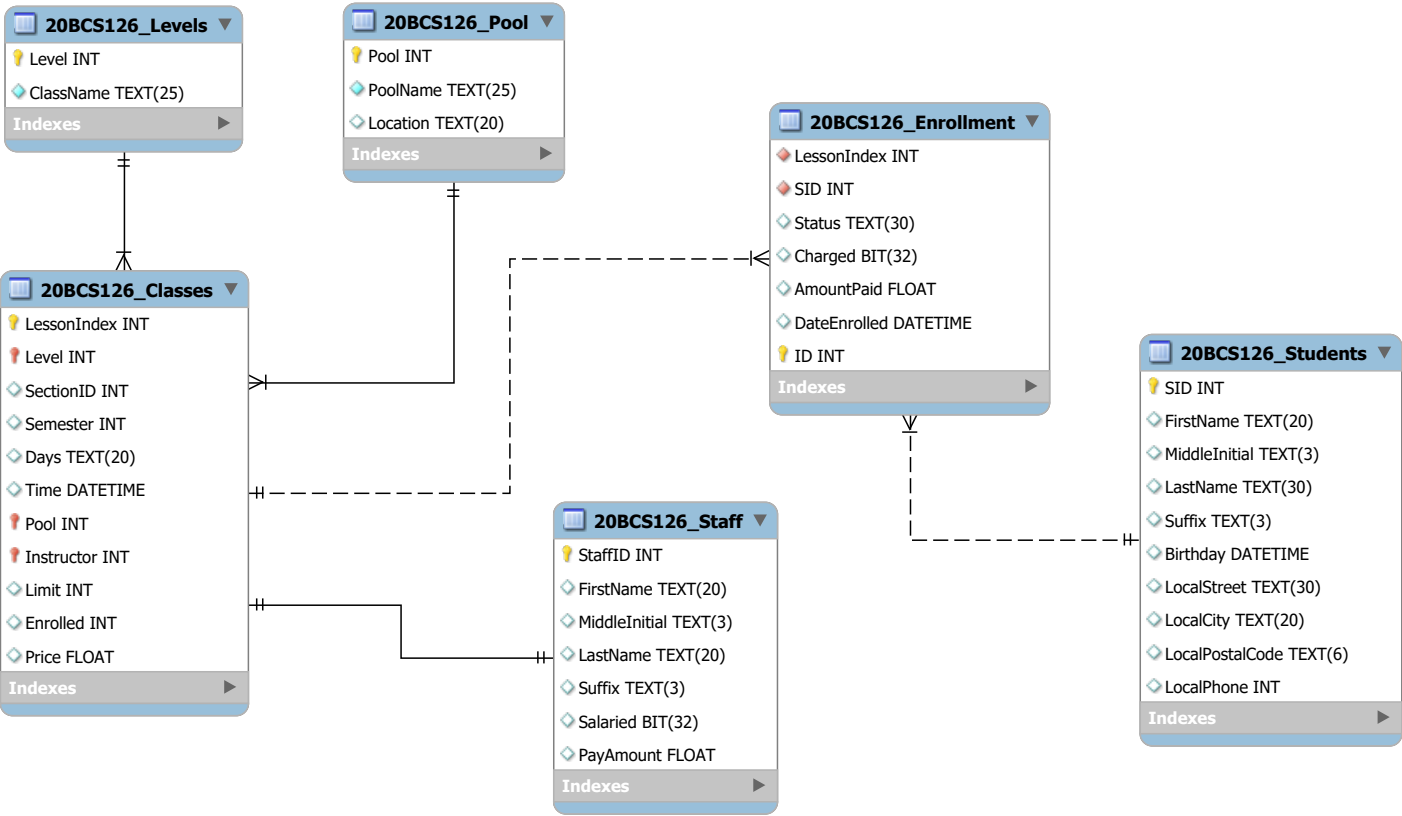 20BCS126_Levels
Level INT
ClassName TEXT(25)
Indexes
20BCS126_Pool
Pool INT
PoolName TEXT(25)
Location TEXT(20)
Indexes
20BCS126_Enrollment
LessonIndex INT
SID INT
Status TEXT(30)
Charged BIT(32)
AmountPaid FLOAT
DateEnrolled DATETIME
ID INT
Indexes
20BCS126_Classes
LessonIndex INT
Level INT
SectionID INT
Semester INT
Days TEXT(20)
Time DATETIME
Pool INT
Instructor INT
Limit INT
Enrolled INT
Price FLOAT
Indexes
20BCS126_Staff
StaffID INT
FirstName TEXT(20)
MiddleInitial TEXT(3)
LastName TEXT(20)
Suffix TEXT(3)
Salaried BIT(32)
PayAmount FLOAT
Indexes
20BCS126_Students
SID INT
FirstName TEXT(20)
MiddleInitial TEXT(3)
LastName TEXT(30)
Suffix TEXT(3)
Birthday DATETIME
LocalStreet TEXT(30)
LocalCity TEXT(20)
LocalPostalCode TEXT(6)
LocalPhone INT
Indexes